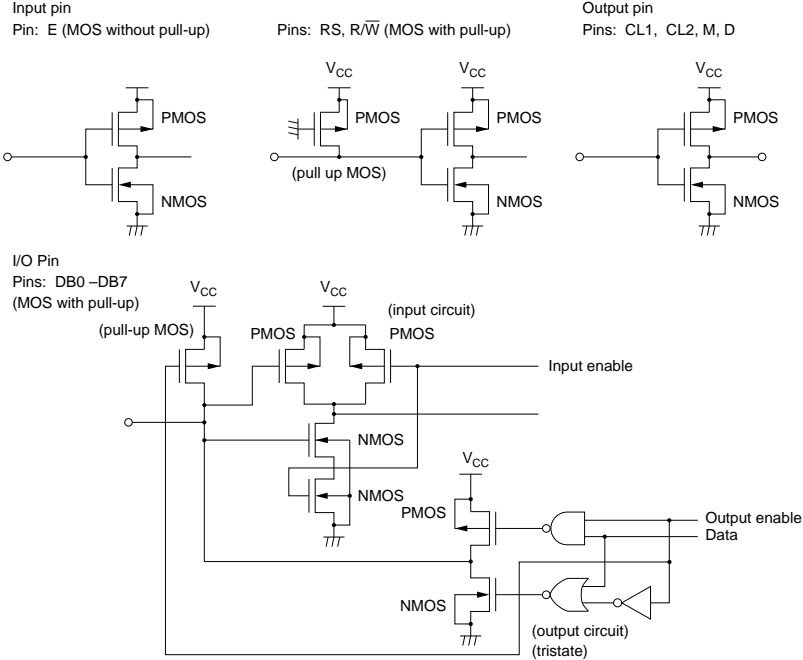 Input pin
Pin: E (MOS without pull-up)
Pins: RS, R/W̅ (MOS with pull-up)
Output pin
Pins: CL1, CL2, M, D
PMOS
NMOS
VCC
PMOS
(pull up MOS)
VCC
PMOS
NMOS
VCC
PMOS
NMOS
I/O Pin
Pins: DB0 –DB7
(MOS with pull-up)
(pull-up MOS)
VCC
VCC
(input circuit)
PMOS
PMOS
Input enable
NMOS
NMOS
VCC
PMOS
Output enable
Data
NMOS
(output circuit)
(tristate)